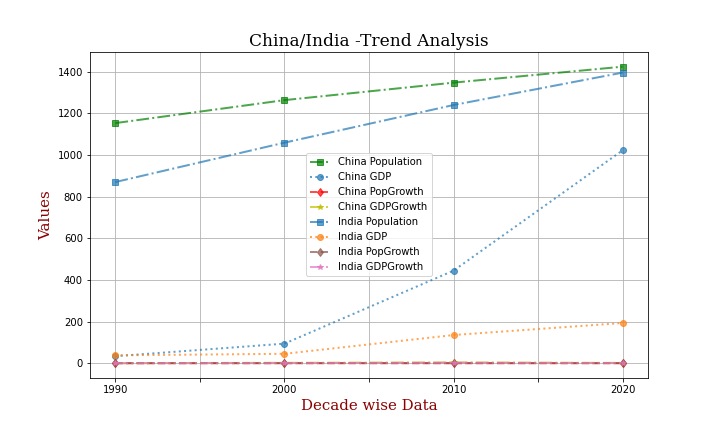 China/India -Trend Analysis
Values
1400
1200
1000
800
600
400
200
0
China Population
China GDP
China PopGrowth
China GDPGrowth
India Population
India GDP
India PopGrowth
India GDPGrowth
1990
2000
2010
2020
Decade wise Data